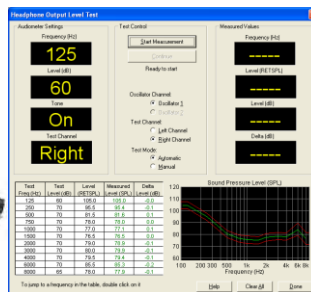 Headphone Output Level Test
Audiometer Settings
Frequency (Hz)
125
Level (dB)
60
Tone
On
Test Channel
Right
Test Control
Start Measurement
Continue
Ready to start
Oscillator Channel:
Oscillator 1
Oscillator 2
Test Channel:
Left Channel
Right Channel
Test Mode:
Automatic
Manual
Measured Values
Frequency (Hz)
-----
Level (RETSPL)
-----
Level (dB)
-----
Delta (dB)
-----
Test Freq (Hz) Test Level (dB) Level (RETSPL) Measured Level (SPL) Delta Level (dB)
125 60 105.0 105.0 -0.0
250 70 95.5 95.4 -0.1
500 70 81.5 81.6 0.1
750 70 78.0 78.0 0.0
1000 70 77.0 77.1 0.1
1500 70 76.5 76.5 0.0
2000 70 79.0 78.9 -0.1
3000 70 80.0 79.9 -0.1
4000 70 79.5 79.4 -0.1
6000 70 85.5 85.3 -0.2
8000 65 78.0 77.9 -0.1
To jump to a frequency in the table, double click on it
Sound Pressure Level (SPL)
120
110
100
90
80
70
60
100 200 300 500 1k 2k 4k 6k 8k
Frequency (Hz)
Help
Clear All
Done